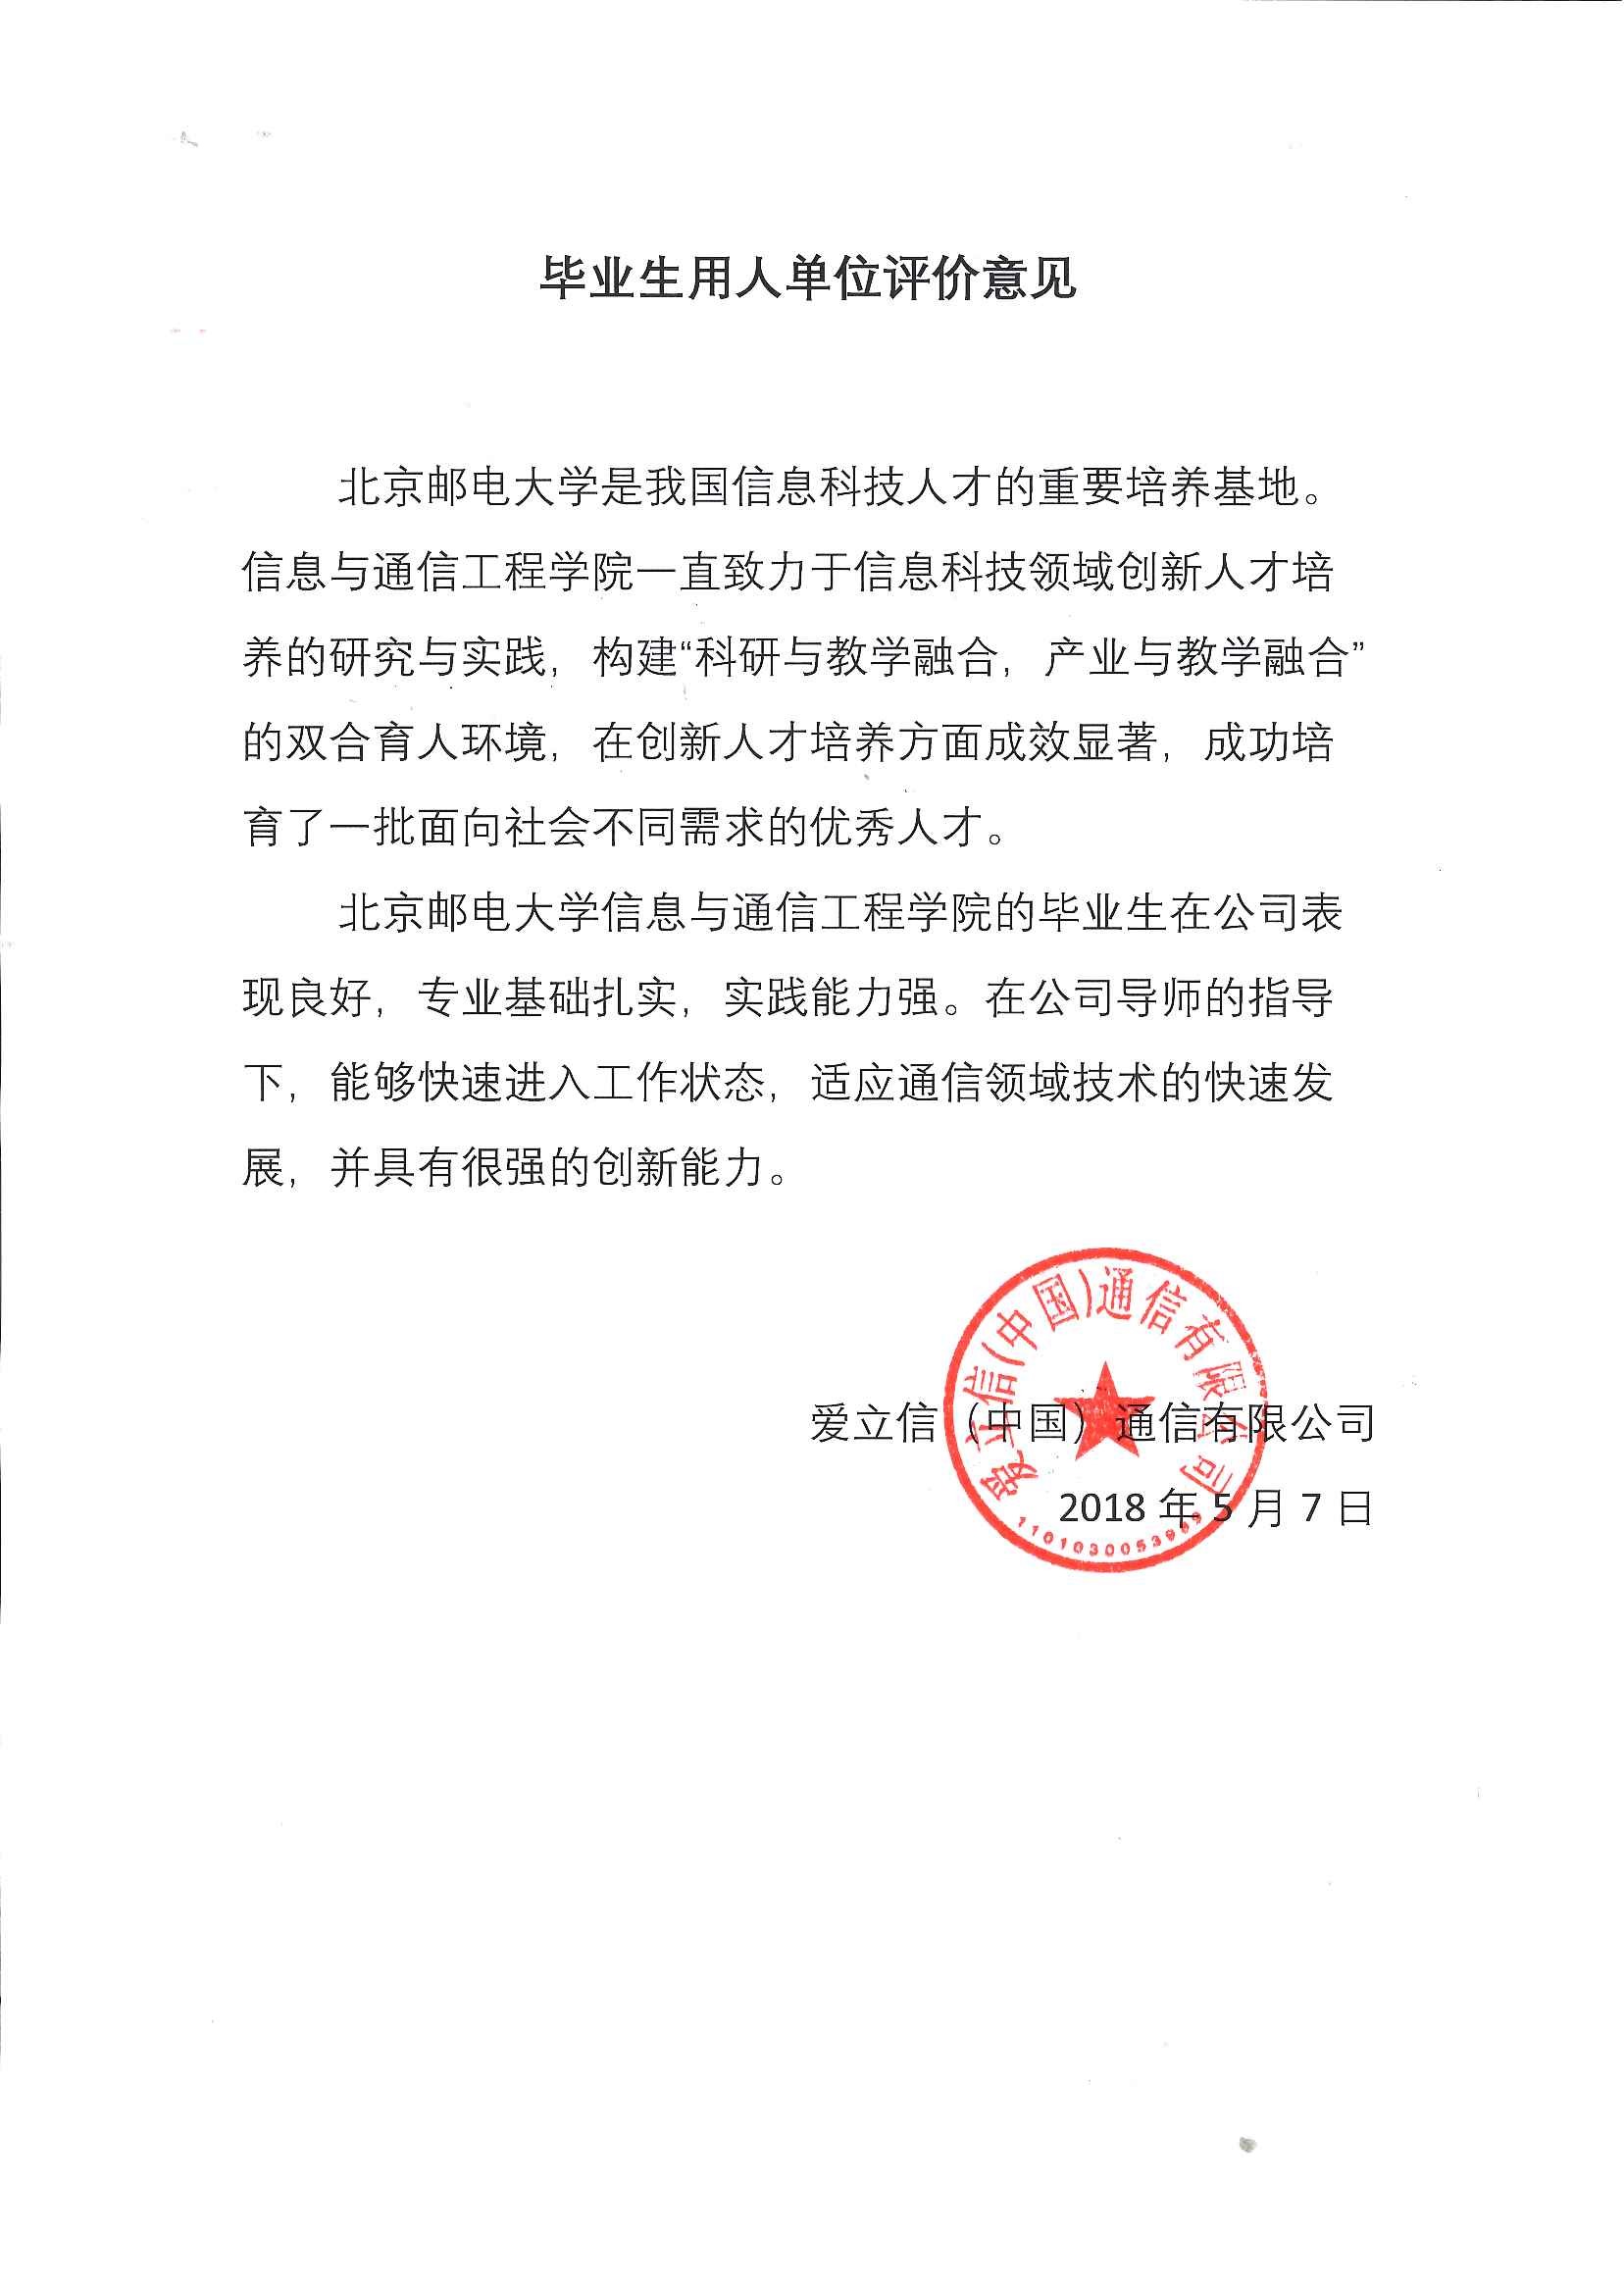 毕业生用人单位评价意见
北京邮电大学是我国信息科技人才的重要培养基地。
信息与通信工程学院一直致力于信息科技领域创新人才培
养的研究与实践，构建“科研与教学融合，产业与教学融合”
的双合育人环境，在创新人才培养方面成效显著，成功培
育了一批面向社会不同需求的优秀人才。
北京邮电大学信息与通信工程学院的毕业生在公司表
现良好，专业基础扎实，实践能力强。在公司导师的指导
下，能够快速进入工作状态，适应通信领域技术的快速发
展，并具有很强的创新能力。
爱立信(中国)通信有限公司
爱立信（中国）通信有限公司
2018 年 5 月 7 日